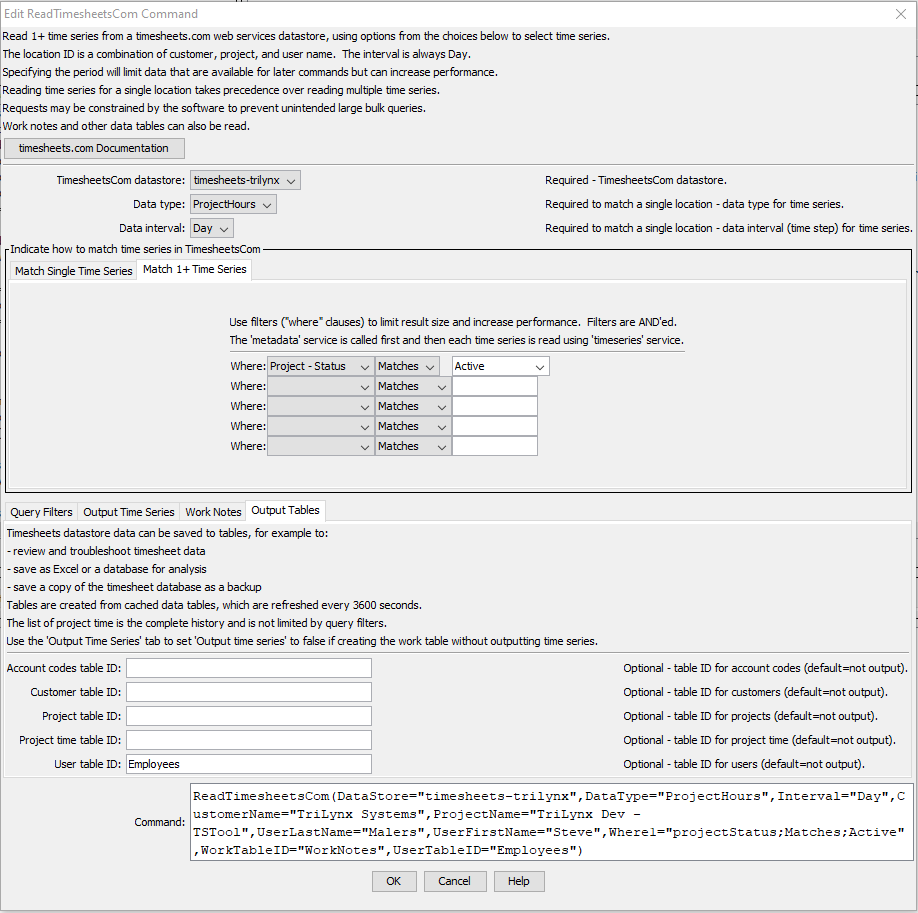 Edit ReadTimesheetsCom Command
Read 1+ time series from a timesheets.com web services datastore, using options from the choices below to select time series.
The location ID is a combination of customer, project, and user name.  The interval is always Day.
Specifying the period will limit data that are available for later commands but can increase performance.
Reading time series for a single location takes precedence over reading multiple time series.
Requests may be constrained by the software to prevent unintended large bulk queries.
Work notes and other data tables can also be read.
timesheets.com Documentation
TimesheetsCom datastore: timesheets-trilynx Required - TimesheetsCom datastore.
Data type: ProjectHours Required to match a single location - data type for time series.
Data interval: Day Required to match a single location - data interval (time step) for time series.
Indicate how to match time series in TimesheetsCom
Match Single Time Series Match 1+ Time Series
Use filters ("where" clauses) to limit result size and increase performance.  Filters are AND'ed.
The 'metadata' service is called first and then each time series is read using 'timeseries' service.
Where: Project - Status Matches Active
Where: Matches
Where: Matches
Where: Matches
Where: Matches
Query Filters Output Time Series Work Notes Output Tables
Timesheets datastore data can be saved to tables, for example to:
- review and troubleshoot timesheet data
- save as Excel or a database for analysis
- save a copy of the timesheet database as a backup
Tables are created from cached data tables, which are refreshed every 3600 seconds.
The list of project time is the complete history and is not limited by query filters.
Use the 'Output Time Series' tab to set 'Output time series' to false if creating the work table without outputting time series.
Account codes table ID: Optional - table ID for account codes (default=not output).
Customer table ID: Optional - table ID for customers (default=not output).
Project table ID: Optional - table ID for projects (default=not output).
Project time table ID: Optional - table ID for project time (default=not output).
User table ID: Employees Optional - table ID for users (default=not output).
Command:
ReadTimesheetsCom(DataStore="timesheets-trilynx",DataType="ProjectHours",Interval="Day",C
ustomerName="TriLynx Systems",ProjectName="TriLynx Dev -
TSTool",UserLastName="Malers",UserFirstName="Steve",Where1="projectStatus;Matches;Active"
,WorkTableID="WorkNotes",UserTableID="Employees")
OK Cancel Help